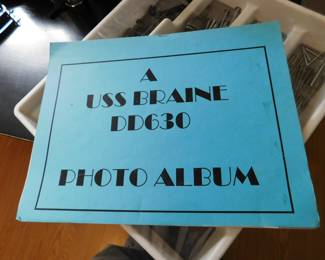 A
USS BRAINE
DD630
PHOTO ALBUM